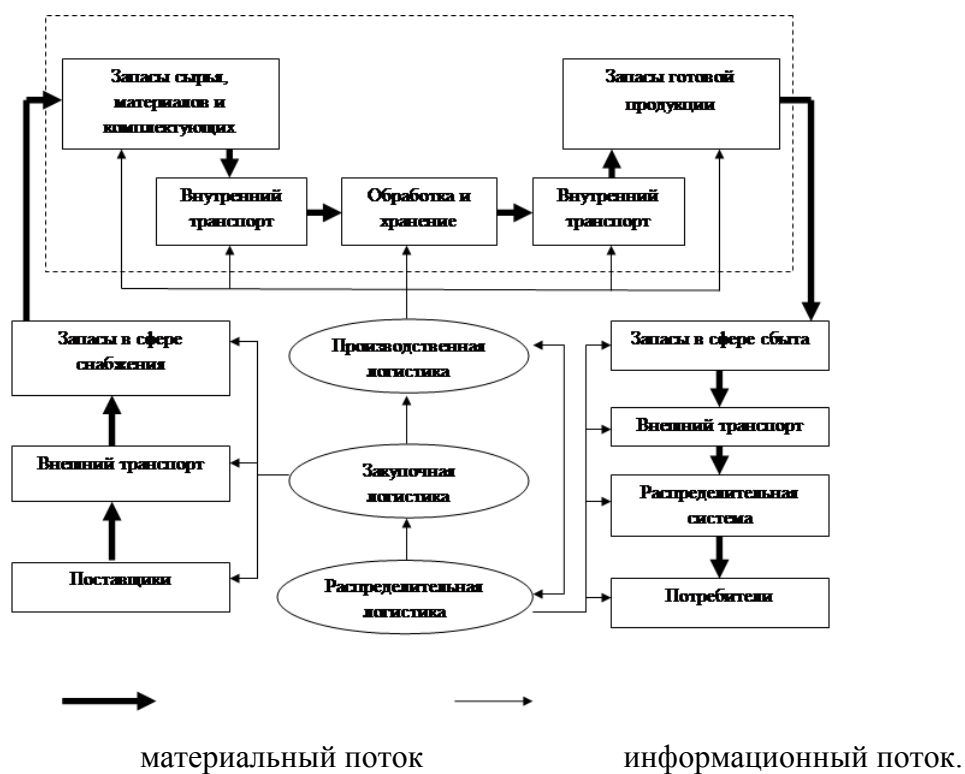 Запасы сырья,
материалов и
комплектующих
Запасы готовой
продукции
Внутренний
транспорт
Обработка и
хранение
Внутренний
транспорт
Запасы в сфере
снабжения
Производственная
логистика
Запасы в сфере сбыта
Внешний транспорт
Внешний транспорт
Закупочная
логистика
Распределительная
система
Поставщики
Распределительная
логистика
Потребители
материальный поток
информационный поток.